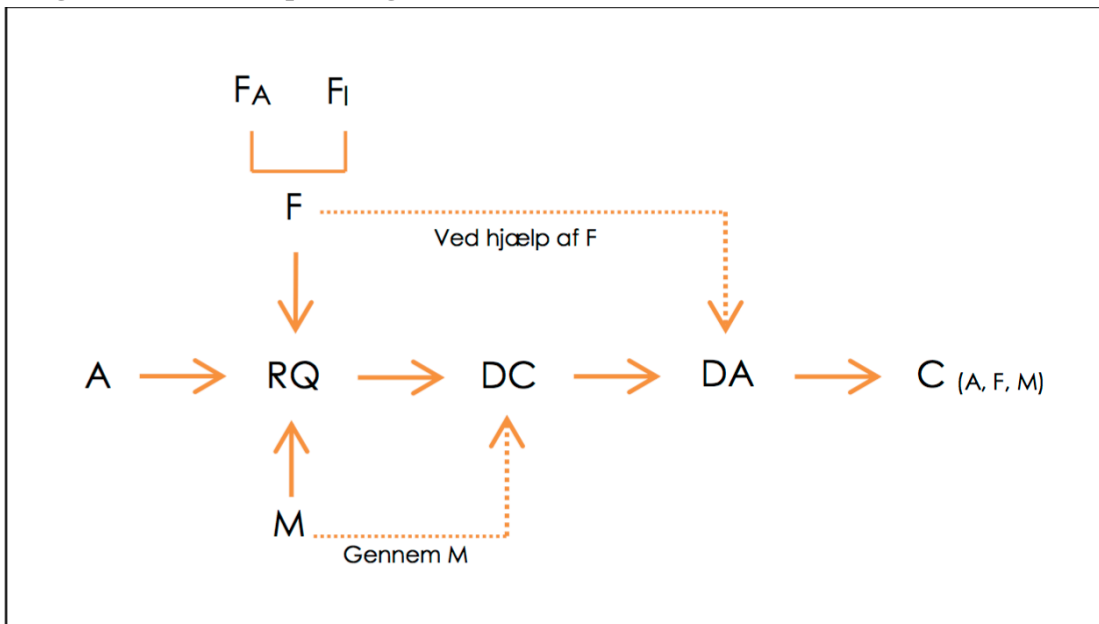 FA FI
F
Ved hjælp af F
A RQ DC DA C (A, F, M)
M
Gennem M